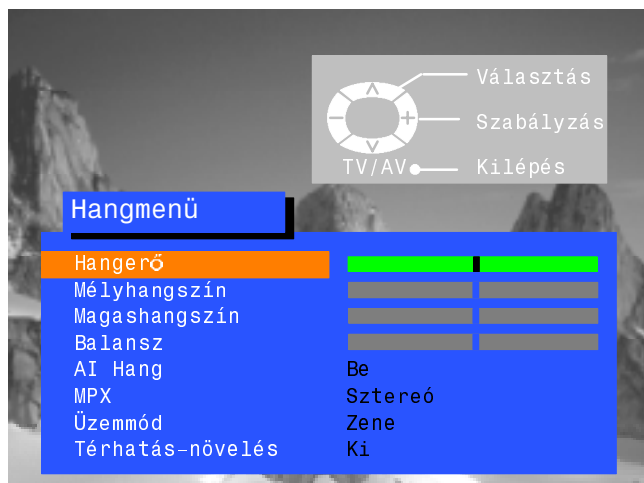 Választás
Szabályzás
TV/AV Kilépés
Hangmenü
Hangerő
Mélyhangszín
Magashangszín
Balansz
AI Hang Be
MPX Sztereó
Üzemmód Zene
Térhatás-növelés Ki